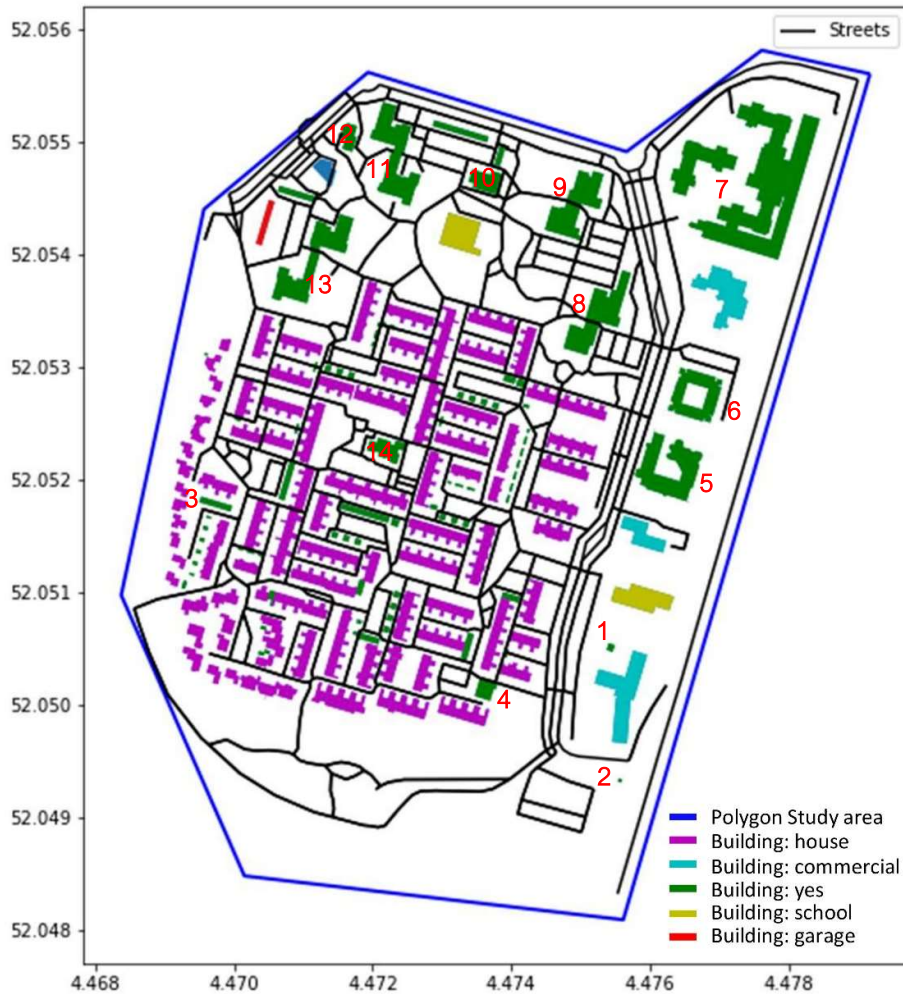 52.056
Streets
52.055
12
11
10
9
7
52.054
13
8
52.053
6
14
52.052
3
5
52.051
1
52.050
4
2
52.049
Polygon Study area
Building: house
Building: commercial
Building: yes
Building: school
Building: garage
52.048
4.468 4.470 4.472 4.474 4.476 4.478